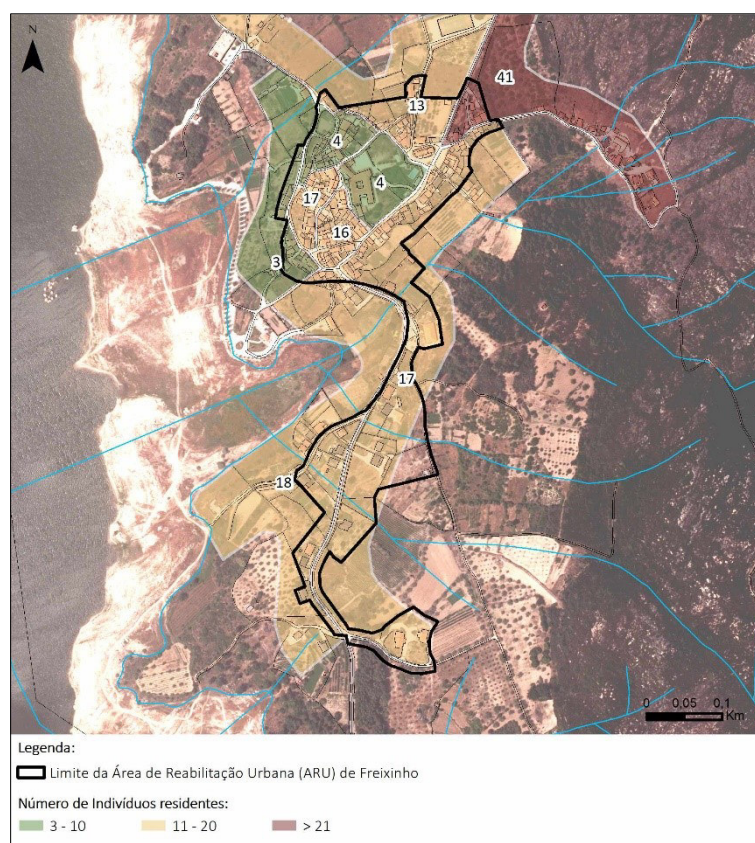 N
41
13
4
4
17
16
3
17
18
0 0,05 0,1
Km
Legenda:
Limite da Área de Reabilitação Urbana (ARU) de Freixinho
Número de Indivíduos residentes:
3 - 10 11 - 20 > 21